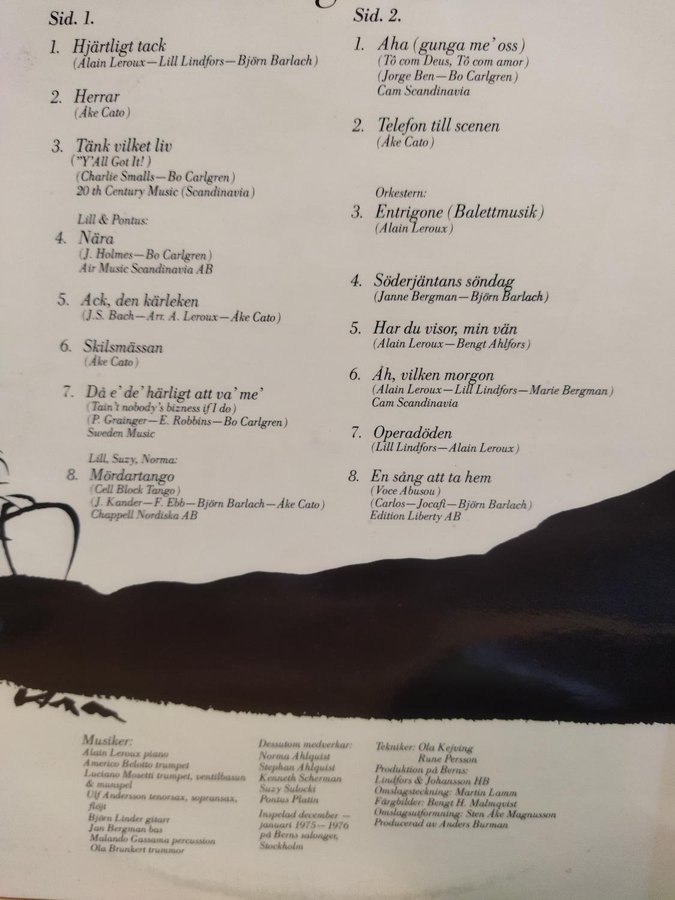 Sid. 1.
1. Hjärtligt tack
(Alain Leroux—Lill Lindfors—Björn Barlach)
2. Herrar
(Åke Cato)
3. Tänk vilket liv
("Y'All Got It!)
(Charlie Smalls—Bo Carlgren)
20 th Century Music (Scandinavia)
Lill & Pontus:
4. Nära
(J. Holmes—Bo Carlgren)
Air Music Scandinavia AB
5. Ack, den kärleken
(J.S. Bach—Arr. A. Leroux—Åke Cato)
6. Skilsmässan
(Åke Cato)
7. Då e' de' härligt att va' me'
(Tain't nobody's bizness if I do)
(P. Grainger—E. Robbins—Bo Carlgren)
Sweden Music
Lill, Suzy, Norma:
8. Mördartango
(Cell Block Tango)
(J. Kander—F. Ebb—Björn Barlach—Åke Cato)
Chappell Nordiska AB
Sid. 2.
1. Aha (gunga me' oss)
(Tô com Deus, Tô com amor)
(Jorge Ben—Bo Carlgren)
Cam Scandinavia
2. Telefon till scenen
(Åke Cato)
Orkestern:
3. Entrigone (Balettmusik)
(Alain Leroux)
4. Söderjäntans söndag
(Janne Bergman—Björn Barlach)
5. Har du visor, min vän
(Alain Leroux—Bengt Ahlfors)
6. Åh, vilken morgon
(Alain Leroux—Lill Lindfors—Marie Bergman)
Cam Scandinavia
7. Operadöden
(Lill Lindfors—Alain Leroux)
8. En sång att ta hem
(Voce Abusou)
(Carlos—Jocafi—Björn Barlach)
Edition Liberty AB
Musiker:
Alain Leroux piano
Americo Belotto trumpet
Luciano Mosetti trumpet, ventilbasun
& munspel
Ulf Andersson tenorsax, sopransax,
flöjt
Björn Linder gitarr
Jan Bergman bas
Malando Gassama percussion
Ola Brunkert trummor
Dessutom medverkar:
Norma Ahlquist
Stephan Ahlquist
Kenneth Scherman
Suzy Sulocki
Pontus Platin
Inspelad december —
januari 1975—1976
på Berns salonger,
Stockholm
Tekniker: Ola Kejving
Rune Persson
Produktion på Berns:
Lindfors & Johansson HB
Omslagsteckning: Martin Lamm
Färgbilder: Bengt H. Malmqvist
Omslagsutformning: Sten Åke Magnusson
Producerad av Anders Burman